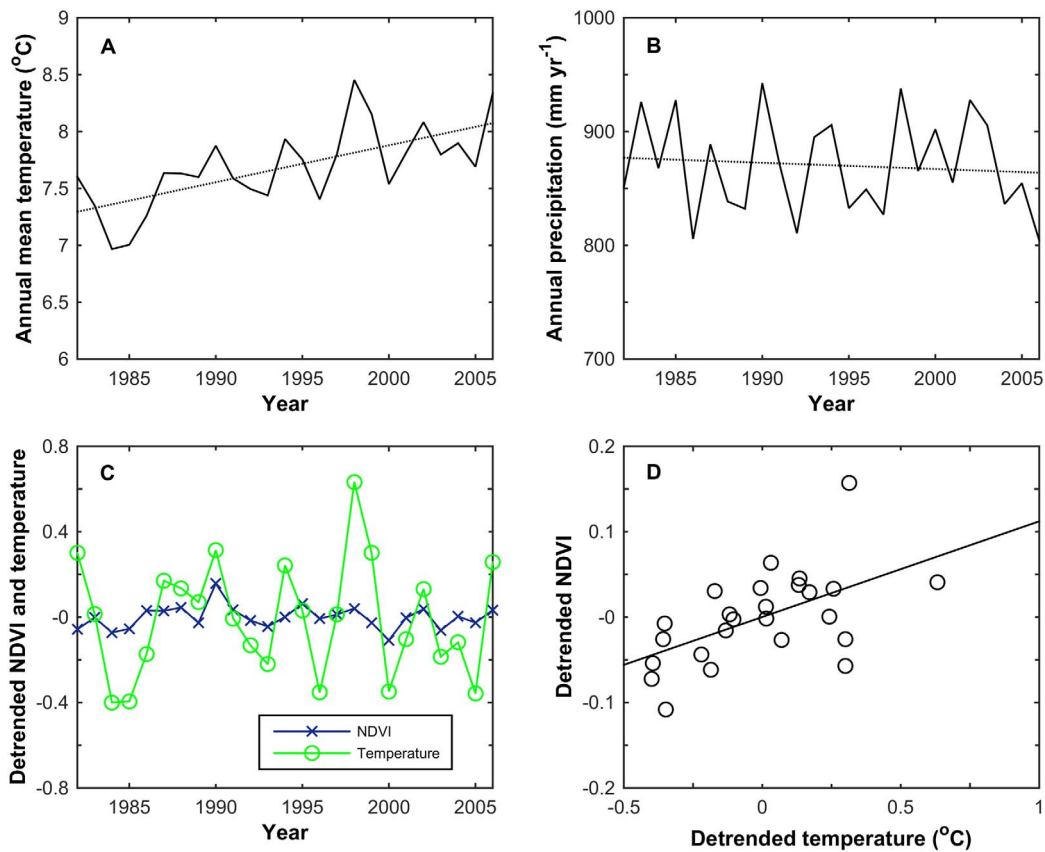 A
Annual mean temperature (°C)
9
8.5
8
7.5
7
6.5
6
1985
1990
1995
2000
2005
Year
B
Annual precipitation (mm yr⁻¹)
1000
900
800
700
1985
1990
1995
2000
2005
Year
C
Detrended NDVI and temperature
0.8
0.4
-0
-0.4
-0.8
NDVI
Temperature
1985
1990
1995
2000
2005
Year
D
Detrended NDVI
0.2
0.1
-0
-0.1
-0.2
-0.5
0
0.5
1
Detrended temperature (°C)